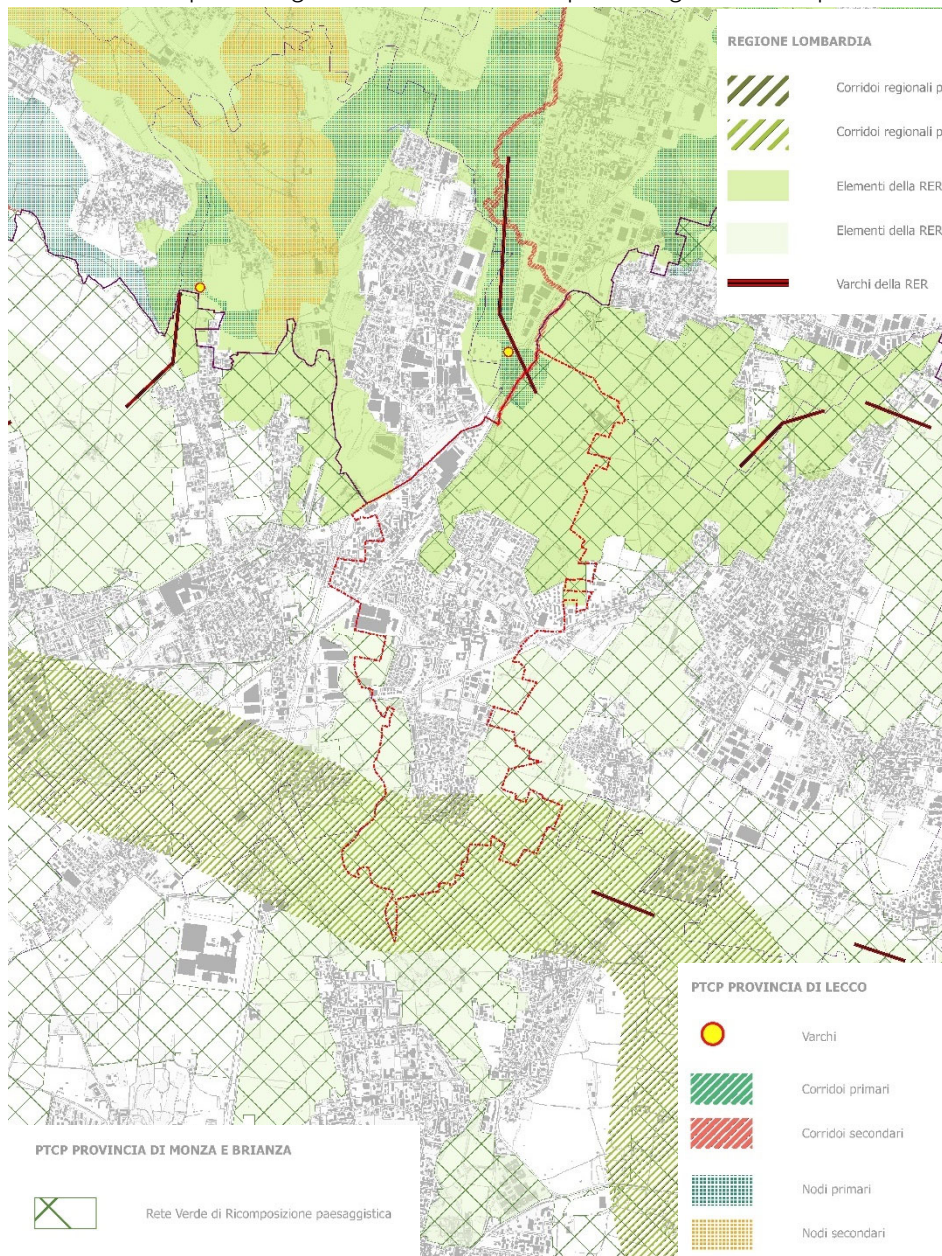 REGIONE LOMBARDIA
Corridoi regionali p
Corridoi regionali p
Elementi della RER
Elementi della RER
Varchi della RER
PTCP PROVINCIA DI LECCO
Varchi
Corridoi primari
Corridoi secondari
Nodi primari
Nodi secondari
PTCP PROVINCIA DI MONZA E BRIANZA
Rete Verde di Ricomposizione paesaggistica